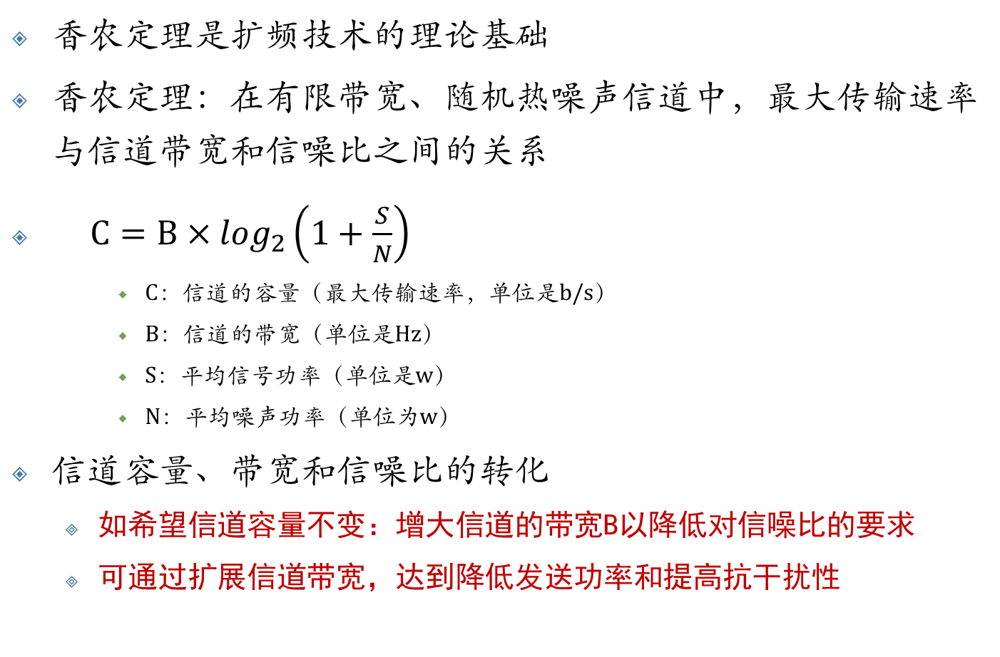 香农定理是扩频技术的理论基础
香农定理：在有限带宽、随机热噪声信道中，最大传输速率
与信道带宽和信噪比之间的关系
C = B × log₂(1 + S/N)
C：信道的容量（最大传输速率，单位是b/s）
B：信道的带宽（单位是Hz）
S：平均信号功率（单位是w）
N：平均噪声功率（单位为w）
信道容量、带宽和信噪比的转化
如希望信道容量不变：增大信道的带宽B以降低对信噪比的要求
可通过扩展信道带宽，达到降低发送功率和提高抗干扰性